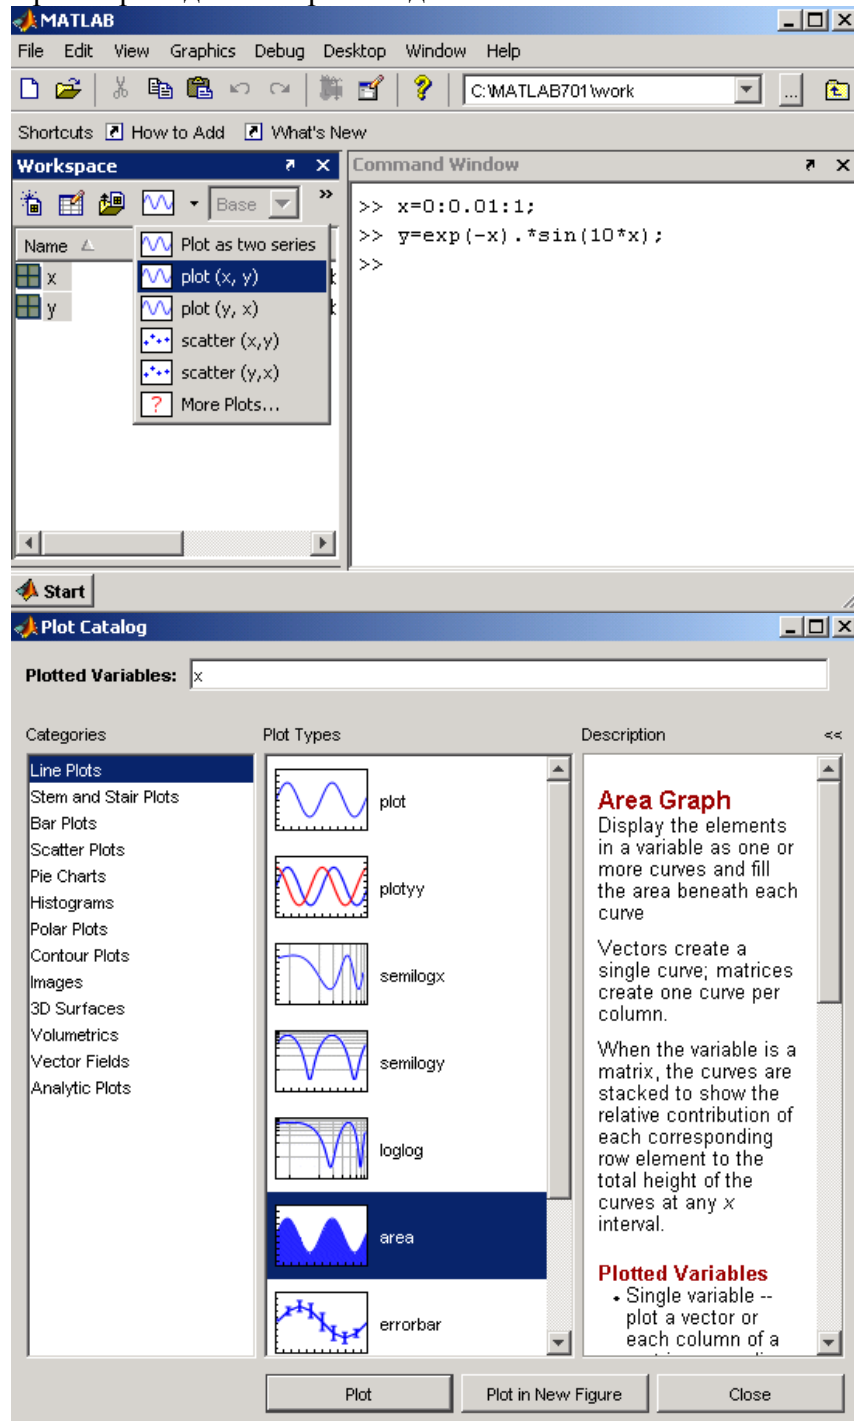 MATLAB
File Edit View Graphics Debug Desktop Window Help
C:\MATLAB701\work ...
Shortcuts How to Add What's New
Workspace
Base »
Name
x
y
Plot as two series
plot (x, y)
plot (y, x)
scatter (x,y)
scatter (y,x)
? More Plots...
Command Window
>> x=0:0.01:1;
>> y=exp(-x).*sin(10*x);
>>
Start
Plot Catalog
Plotted Variables: x
Categories
Line Plots
Stem and Stair Plots
Bar Plots
Scatter Plots
Pie Charts
Histograms
Polar Plots
Contour Plots
Images
3D Surfaces
Volumetrics
Vector Fields
Analytic Plots
Plot Types
plot
plotyy
semilogx
semilogy
loglog
area
errorbar
Description <<
Area Graph
Display the elements
in a variable as one or
more curves and fill
the area beneath each
curve
Vectors create a
single curve; matrices
create one curve per
column.
When the variable is a
matrix, the curves are
stacked to show the
relative contribution of
each corresponding
row element to the
total height of the
curves at any x
interval.
Plotted Variables
• Single variable --
plot a vector or
each column of a
Plot Plot in New Figure Close